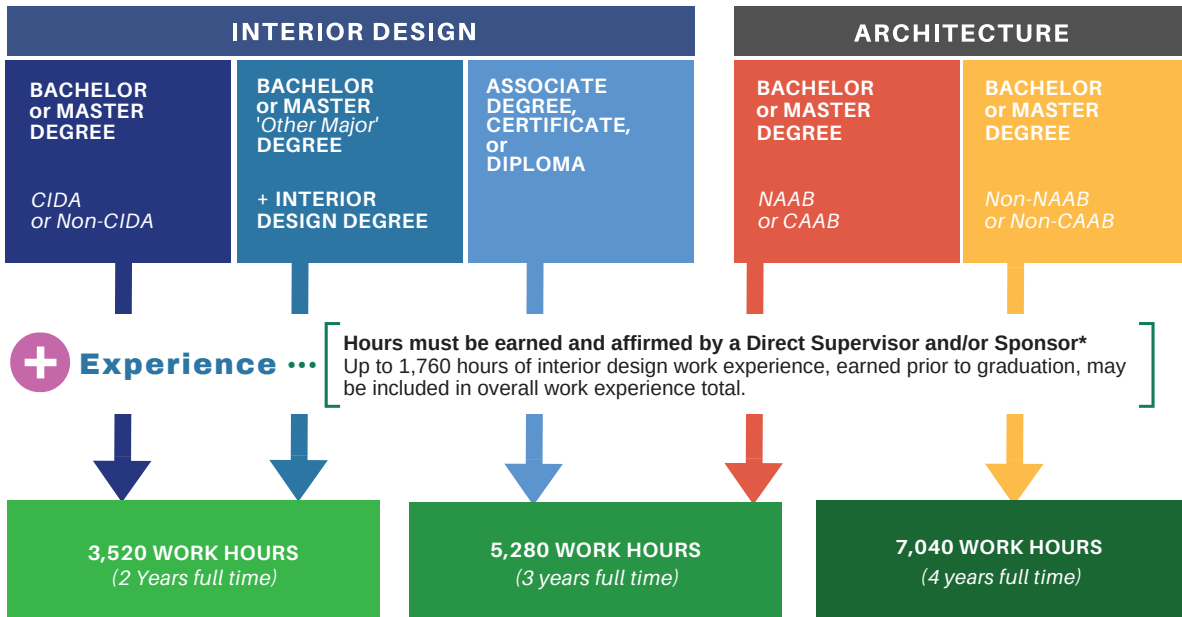 INTERIOR DESIGN
ARCHITECTURE
BACHELOR
or MASTER
DEGREE
CIDA
or Non-CIDA
BACHELOR
or MASTER
'Other Major'
DEGREE
+ INTERIOR
DESIGN DEGREE
ASSOCIATE
DEGREE,
CERTIFICATE,
or
DIPLOMA
BACHELOR
or MASTER
DEGREE
NAAB
or CAAB
BACHELOR
or MASTER
DEGREE
Non-NAAB
or Non-CAAB
+ Experience ...
Hours must be earned and affirmed by a Direct Supervisor and/or Sponsor*
Up to 1,760 hours of interior design work experience, earned prior to graduation, may
be included in overall work experience total.
3,520 WORK HOURS
(2 Years full time)
5,280 WORK HOURS
(3 years full time)
7,040 WORK HOURS
(4 years full time)